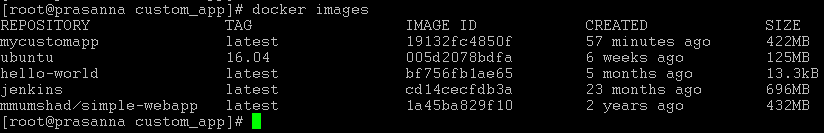 [root@prasanna custom_app]# docker images
REPOSITORY TAG IMAGE ID CREATED SIZE
mycustomapp latest 19132fc4850f 57 minutes ago 422MB
ubuntu 16.04 005d2078bdfa 6 weeks ago 125MB
hello-world latest bf756fb1ae65 5 months ago 13.3kB
jenkins latest cd14cecfdb3a 23 months ago 696MB
mmumshad/simple-webapp latest 1a45ba829f10 2 years ago 432MB
[root@prasanna custom_app]#